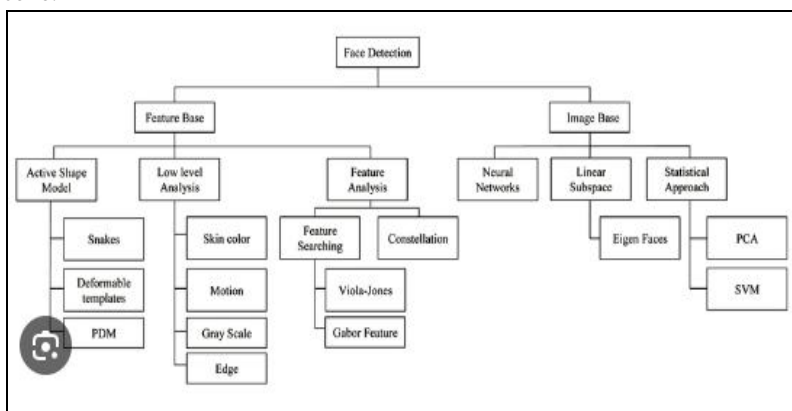 Face Detection
Feature Base
Image Base
Active Shape
Model
Low level
Analysis
Feature
Analysis
Neural
Networks
Linear
Subspace
Statistical
Approach
Snakes
Deformable
templates
PDM
Skin color
Motion
Gray Scale
Edge
Feature
Searching
Constellation
Viola-Jones
Gabor Feature
Eigen Faces
PCA
SVM